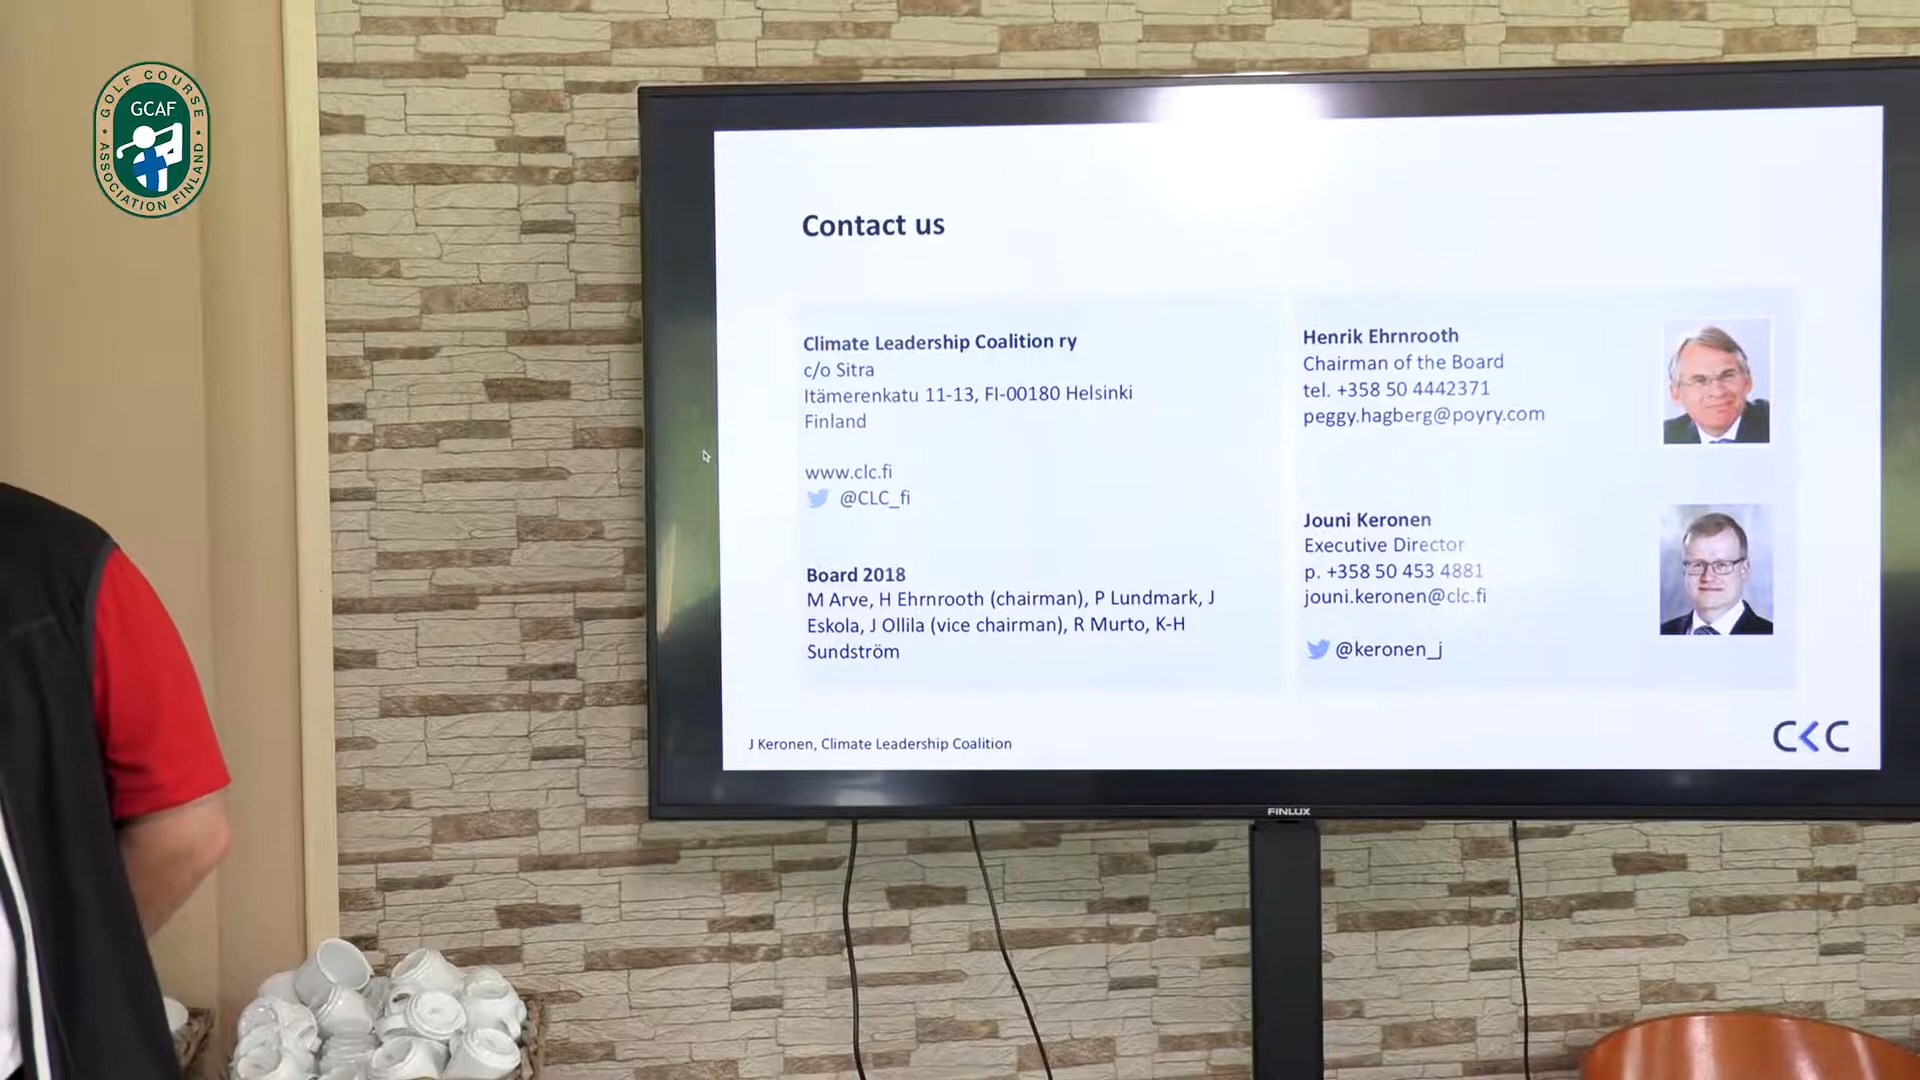 GOLF COURSE
GCAF
ASSOCIATION FINLAND
Contact us
Climate Leadership Coalition ry
c/o Sitra
Itämerenkatu 11-13, FI-00180 Helsinki
Finland
www.clc.fi
@CLC_fi
Board 2018
M Arve, H Ehrnrooth (chairman), P Lundmark, J
Eskola, J Ollila (vice chairman), R Murto, K-H
Sundström
Henrik Ehrnrooth
Chairman of the Board
tel. +358 50 4442371
peggy.hagberg@poyry.com
Jouni Keronen
Executive Director
p. +358 50 453 4881
jouni.keronen@clc.fi
@keronen_j
J Keronen, Climate Leadership Coalition
C<C
FINLUX